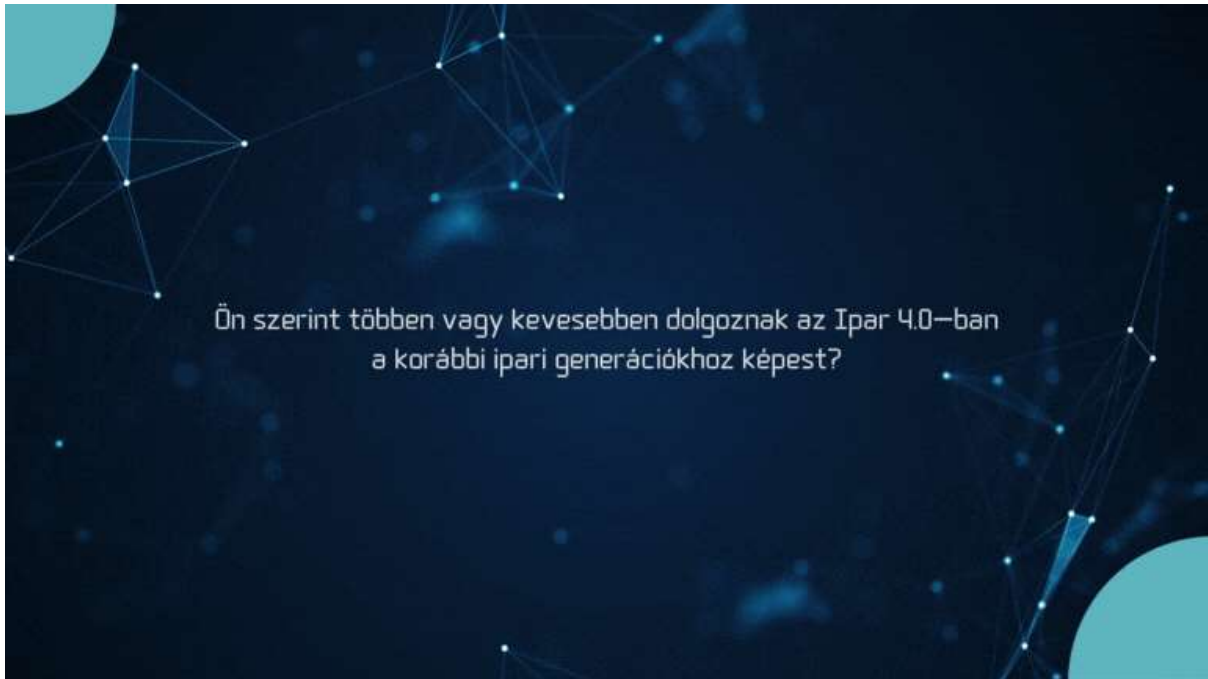 Ön szerint többen vagy kevesebben dolgoznak az Ipar 4.0–ban
a korábbi ipari generációkhoz képest?